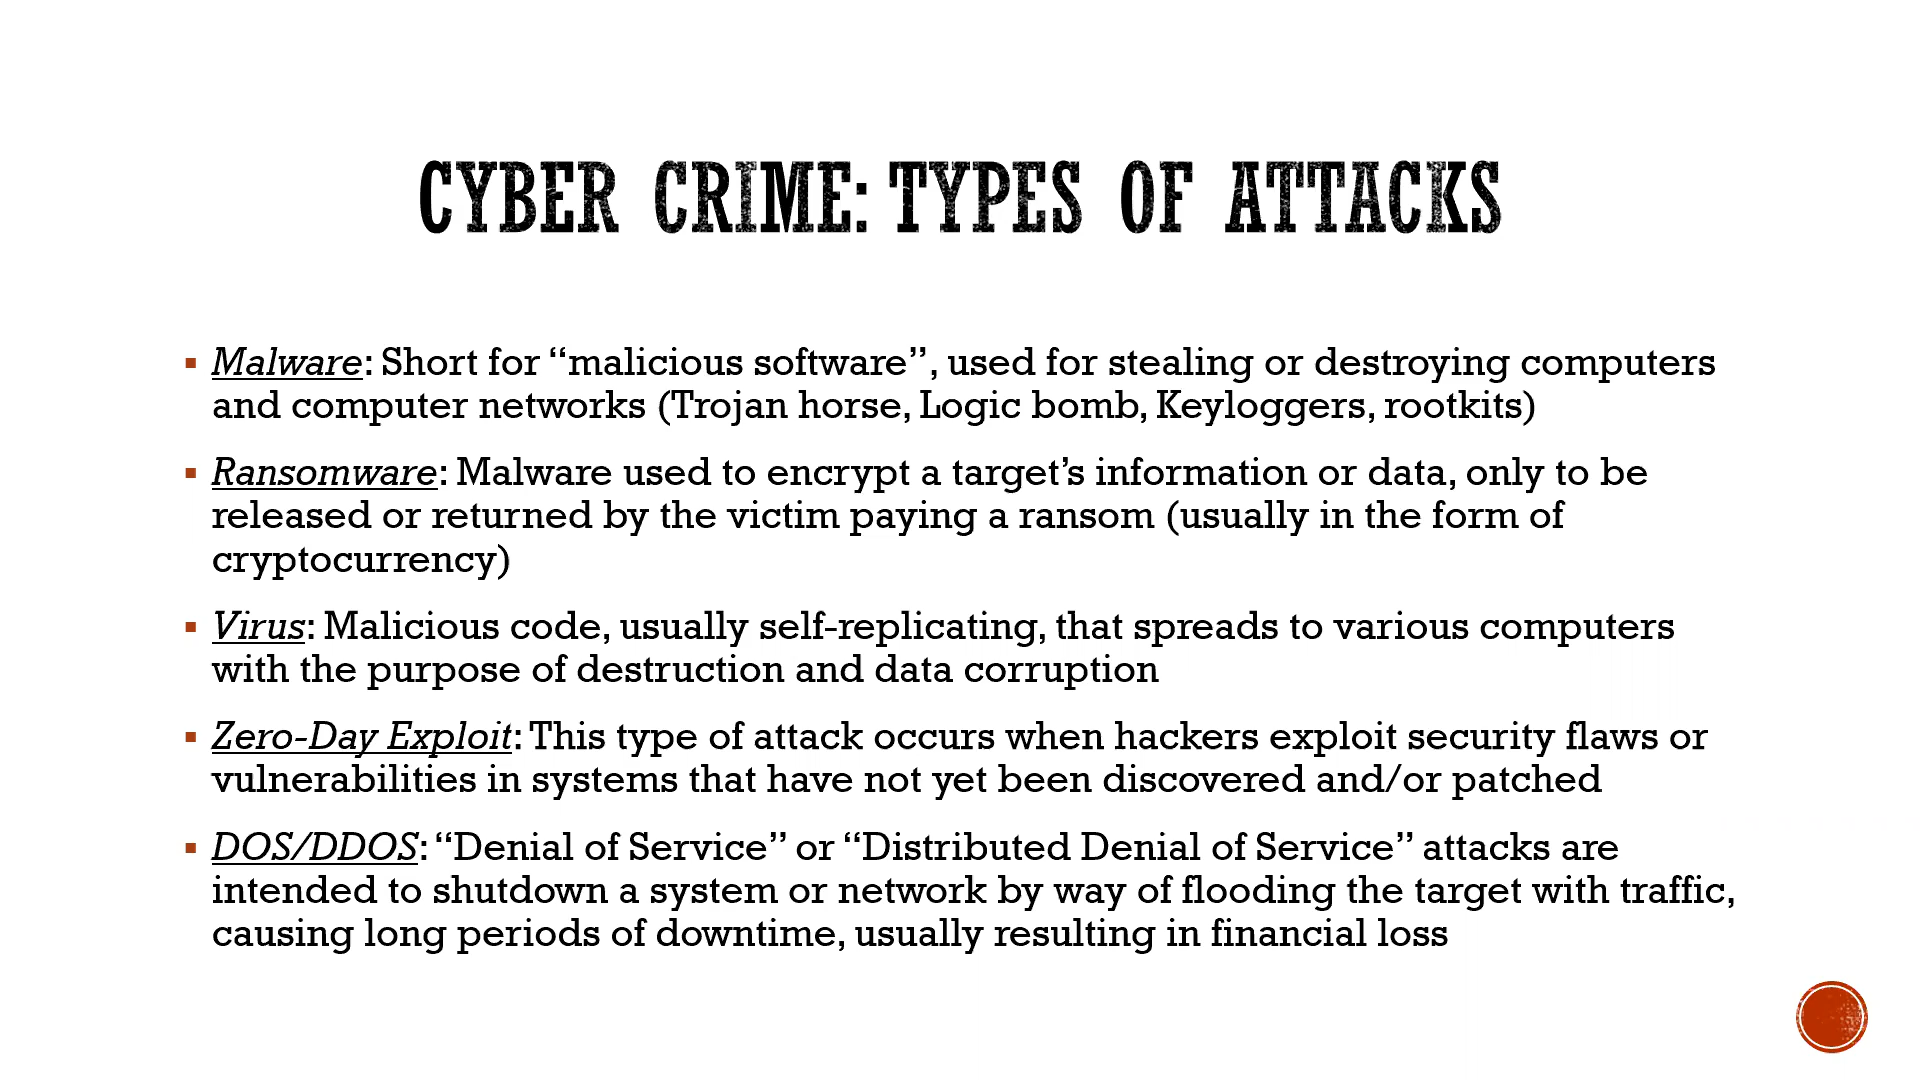 CYBER CRIME: TYPES OF ATTACKS
▪ Malware: Short for “malicious software”, used for stealing or destroying computers
and computer networks (Trojan horse, Logic bomb, Keyloggers, rootkits)
▪ Ransomware: Malware used to encrypt a target’s information or data, only to be
released or returned by the victim paying a ransom (usually in the form of
cryptocurrency)
▪ Virus: Malicious code, usually self-replicating, that spreads to various computers
with the purpose of destruction and data corruption
▪ Zero-Day Exploit: This type of attack occurs when hackers exploit security flaws or
vulnerabilities in systems that have not yet been discovered and/or patched
▪ DOS/DDOS: “Denial of Service” or “Distributed Denial of Service” attacks are
intended to shutdown a system or network by way of flooding the target with traffic,
causing long periods of downtime, usually resulting in financial loss